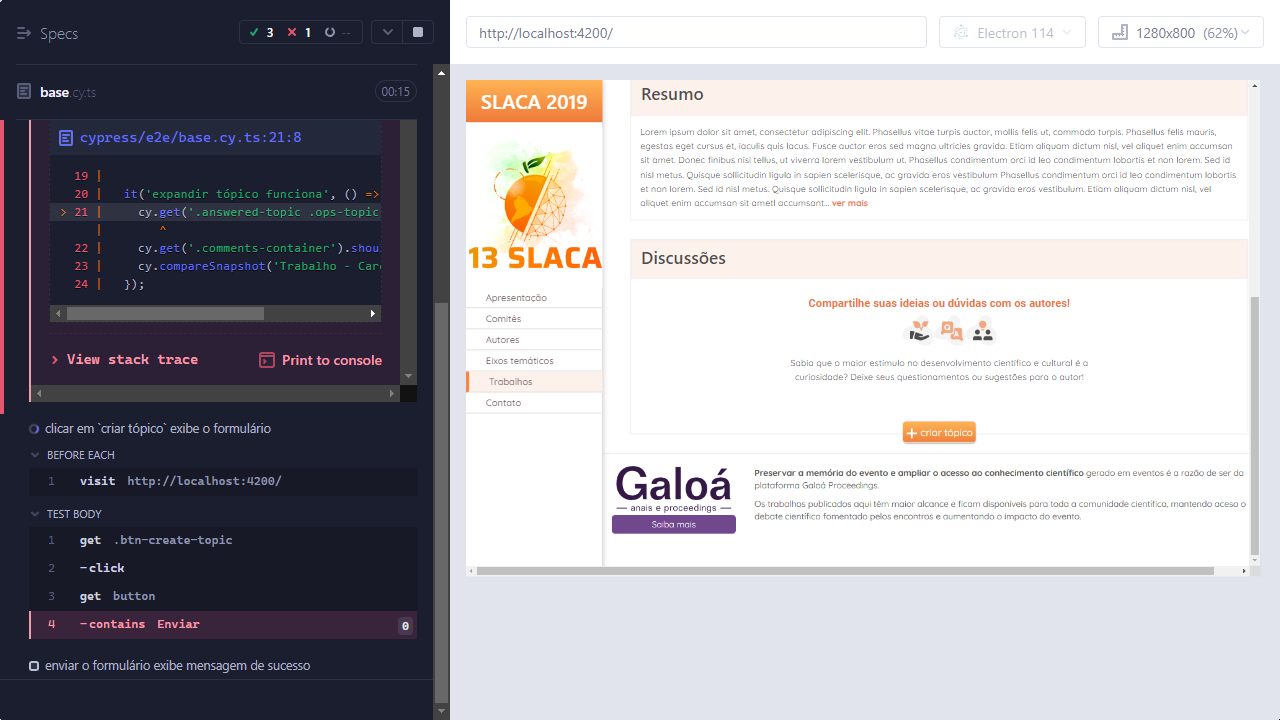 Specs
3
1
--
base.cy.ts
00:15
cypress/e2e/base.cy.ts:21:8
19 |
20 | it('expandir tópico funciona', () =>
> 21 | cy.get('.answered-topic .ops-topic
| ^
22 | cy.get('.comments-container').shou
23 | cy.compareSnapshot('Trabalho - Car
24 | });
> View stack trace
Print to console
clicar em `criar tópico` exibe o formulário
BEFORE EACH
1 visit http://localhost:4200/
TEST BODY
1 get .btn-create-topic
2 -click
3 get button
4 -contains Enviar 0
enviar o formulário exibe mensagem de sucesso
http://localhost:4200/
Electron 114
1280x800 (62%)
SLACA 2019
13 SLACA
Apresentação
Comitês
Autores
Eixos temáticos
Trabalhos
Contato
Resumo
Lorem ipsum dolor sit amet, consectetur adipiscing elit. Phasellus vitae turpis auctor, mollis felis ut, commodo turpis. Phasellus felis mauris,
egestas eget cursus et, iaculis quis lacus. Fusce auctor eros sed magna ultricies gravida. Etiam aliquam dictum nisl, vel aliquet enim accumsan
sit amet. Donec finibus nisi tellus, ut viverra lorem vestibulum ut. Phasellus condimentum orci id leo condimentum lobortis et non lorem. Sed id
nisl metus. Quisque sollicitudin ligula in sapien scelerisque, ac gravida eros vestibulum Phasellus condimentum orci id leo condimentum lobortis
et non lorem. Sed id nisl metus. Quisque sollicitudin ligula in sapien scelerisque, ac gravida eros vestibulum. Etiam aliquam dictum nisl, vel
aliquet enim accumsan sit ametl accumsant... ver mais
Discussões
Compartilhe suas ideias ou dúvidas com os autores!
Q
A
Sabia que o maior estímulo no desenvolvimento científico e cultural é a
curiosidade? Deixe seus questionamentos ou sugestões para o autor!
+ criar tópico
Galoá
— anais e proceedings —
Saiba mais
Preservar a memória do evento e ampliar o acesso ao conhecimento científico gerado em eventos é a razão de ser da
plataforma Galoá Proceedings.
Os trabalhos publicados aqui têm maior alcance e ficam disponíveis para toda a comunidade científica, mantendo aceso o
debate científico fomentado pelos encontros e aumentando o impacto do evento.